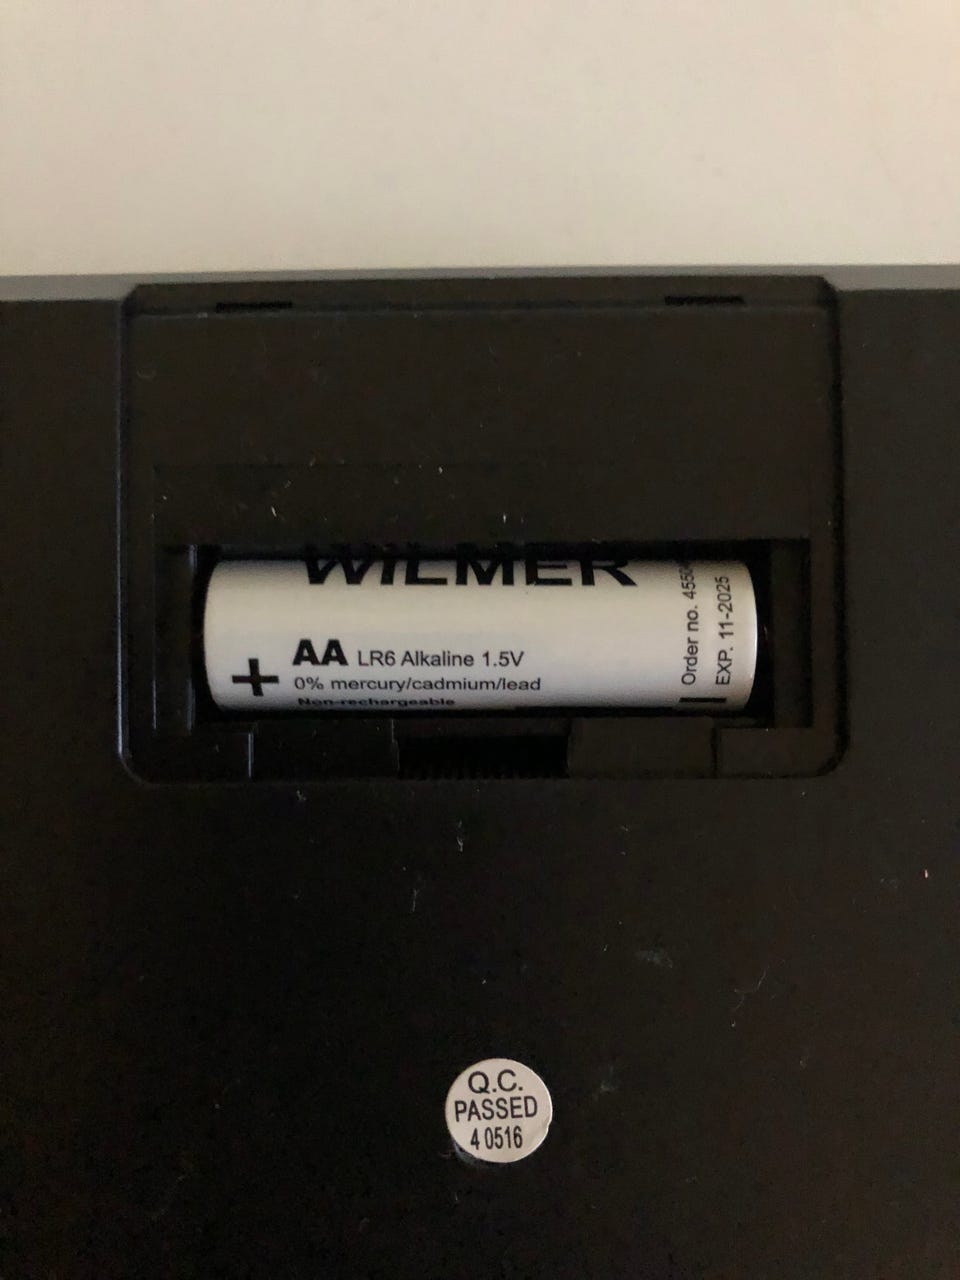 WILMER
AA LR6 Alkaline 1.5V
0% mercury/cadmium/lead
Non-rechargeable
Order no.
EXP. 11-2025
Q.C.
PASSED
4 0516